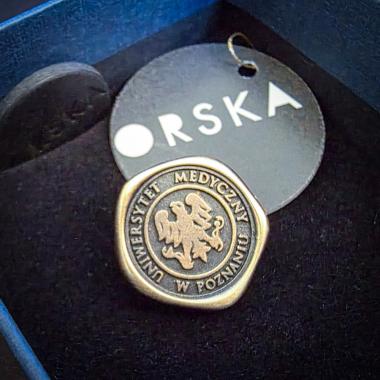 ORSKA
UNIWERSYTET MEDYCZNY
W POZNANIU